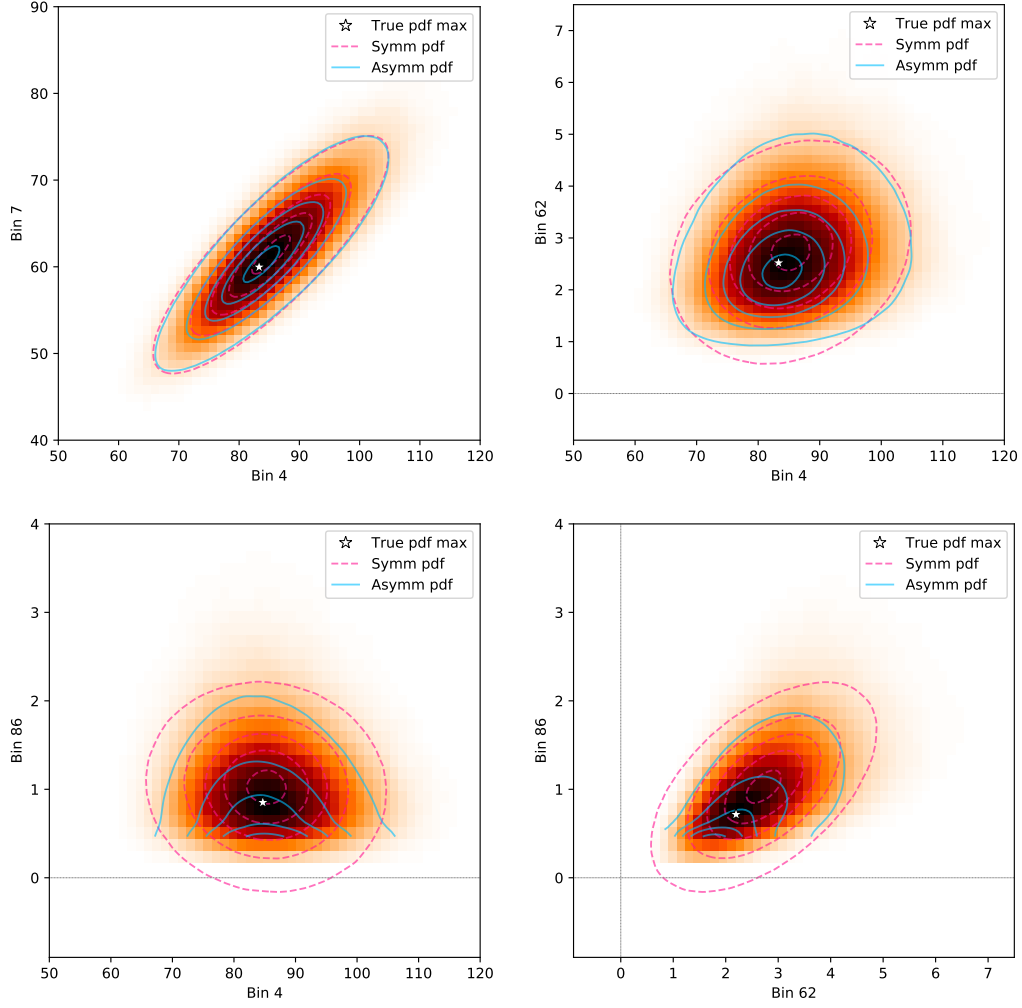 90
80
70
60
50
40
Bin 7
50 60 70 80 90 100 110 120
Bin 4
True pdf max
Symm pdf
Asymm pdf
7
6
5
4
3
2
1
0
Bin 62
50 60 70 80 90 100 110 120
Bin 4
True pdf max
Symm pdf
Asymm pdf
4
3
2
1
0
Bin 86
50 60 70 80 90 100 110 120
Bin 4
True pdf max
Symm pdf
Asymm pdf
4
3
2
1
0
Bin 86
0 1 2 3 4 5 6 7
Bin 62
True pdf max
Symm pdf
Asymm pdf